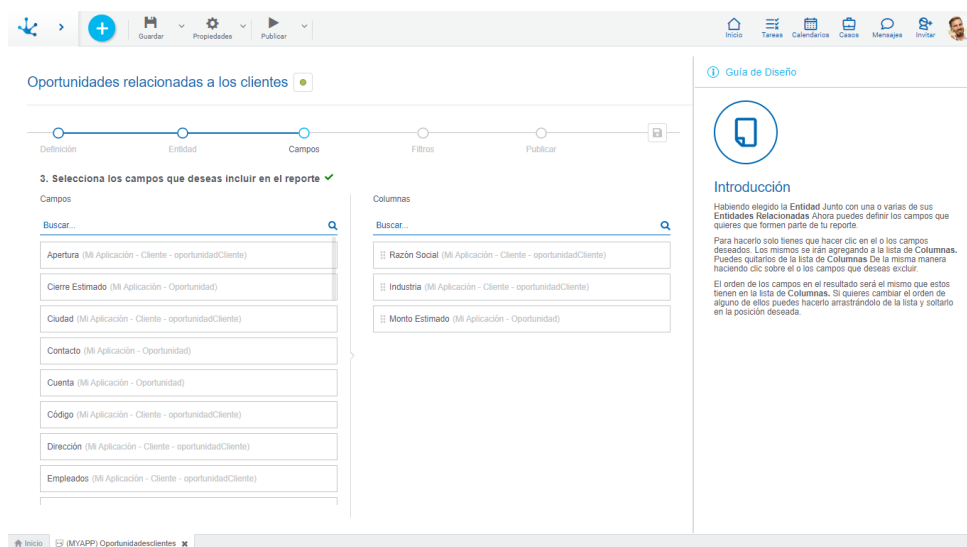 Guardar
Propiedades
Publicar
Inicio
Tareas
Calendarios
Casos
Mensajes
Invitar
Oportunidades relacionadas a los clientes
Definición
Entidad
Campos
Filtros
Publicar
3. Selecciona los campos que deseas incluir en el reporte
Campos
Buscar...
Apertura (Mi Aplicación - Cliente - oportunidadCliente)
Cierre Estimado (Mi Aplicación - Oportunidad)
Ciudad (Mi Aplicación - Cliente - oportunidadCliente)
Contacto (Mi Aplicación - Oportunidad)
Cuenta (Mi Aplicación - Oportunidad)
Código (Mi Aplicación - Cliente - oportunidadCliente)
Dirección (Mi Aplicación - Cliente - oportunidadCliente)
Empleados (Mi Aplicación - Cliente - oportunidadCliente)
Columnas
Buscar...
Razón Social (Mi Aplicación - Cliente - oportunidadCliente)
Industria (Mi Aplicación - Cliente - oportunidadCliente)
Monto Estimado (Mi Aplicación - Oportunidad)
Guía de Diseño
Introducción
Habiendo elegido la Entidad Junto con una o varias de sus
Entidades Relacionadas Ahora puedes definir los campos que
quieres que formen parte de tu reporte.
Para hacerlo solo tienes que hacer clic en el o los campos
deseados. Los mismos se irán agregando a la lista de Columnas.
Puedes quitarlos de la lista de Columnas De la misma manera
haciendo clic sobre el o los campos que deseas excluir.
El orden de los campos en el resultado será el mismo que estos
tienen en la lista de Columnas. Si quieres cambiar el orden de
alguno de ellos puedes hacerlo arrastrándolo de la lista y soltarlo
en la posición deseada.
Inicio
(MYAPP) Oportunidadesclientes